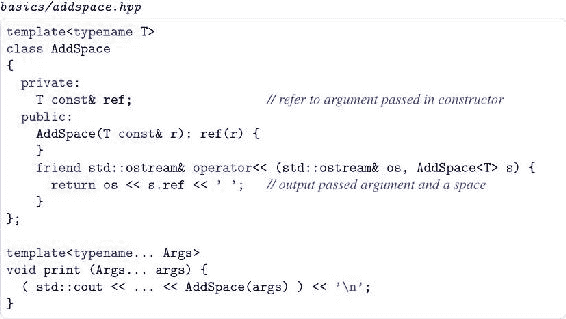 basics/addspace.hpp
template<typename T>
class AddSpace
{
  private:
    T const& ref;                  // refer to argument passed in constructor
  public:
    AddSpace(T const& r): ref(r) {
    }
    friend std::ostream& operator<< (std::ostream& os, AddSpace<T> s) {
      return os << s.ref << ' ';   // output passed argument and a space
    }
};
template<typename... Args>
void print (Args... args) {
  ( std::cout << ... << AddSpace(args) ) << '\n';
}